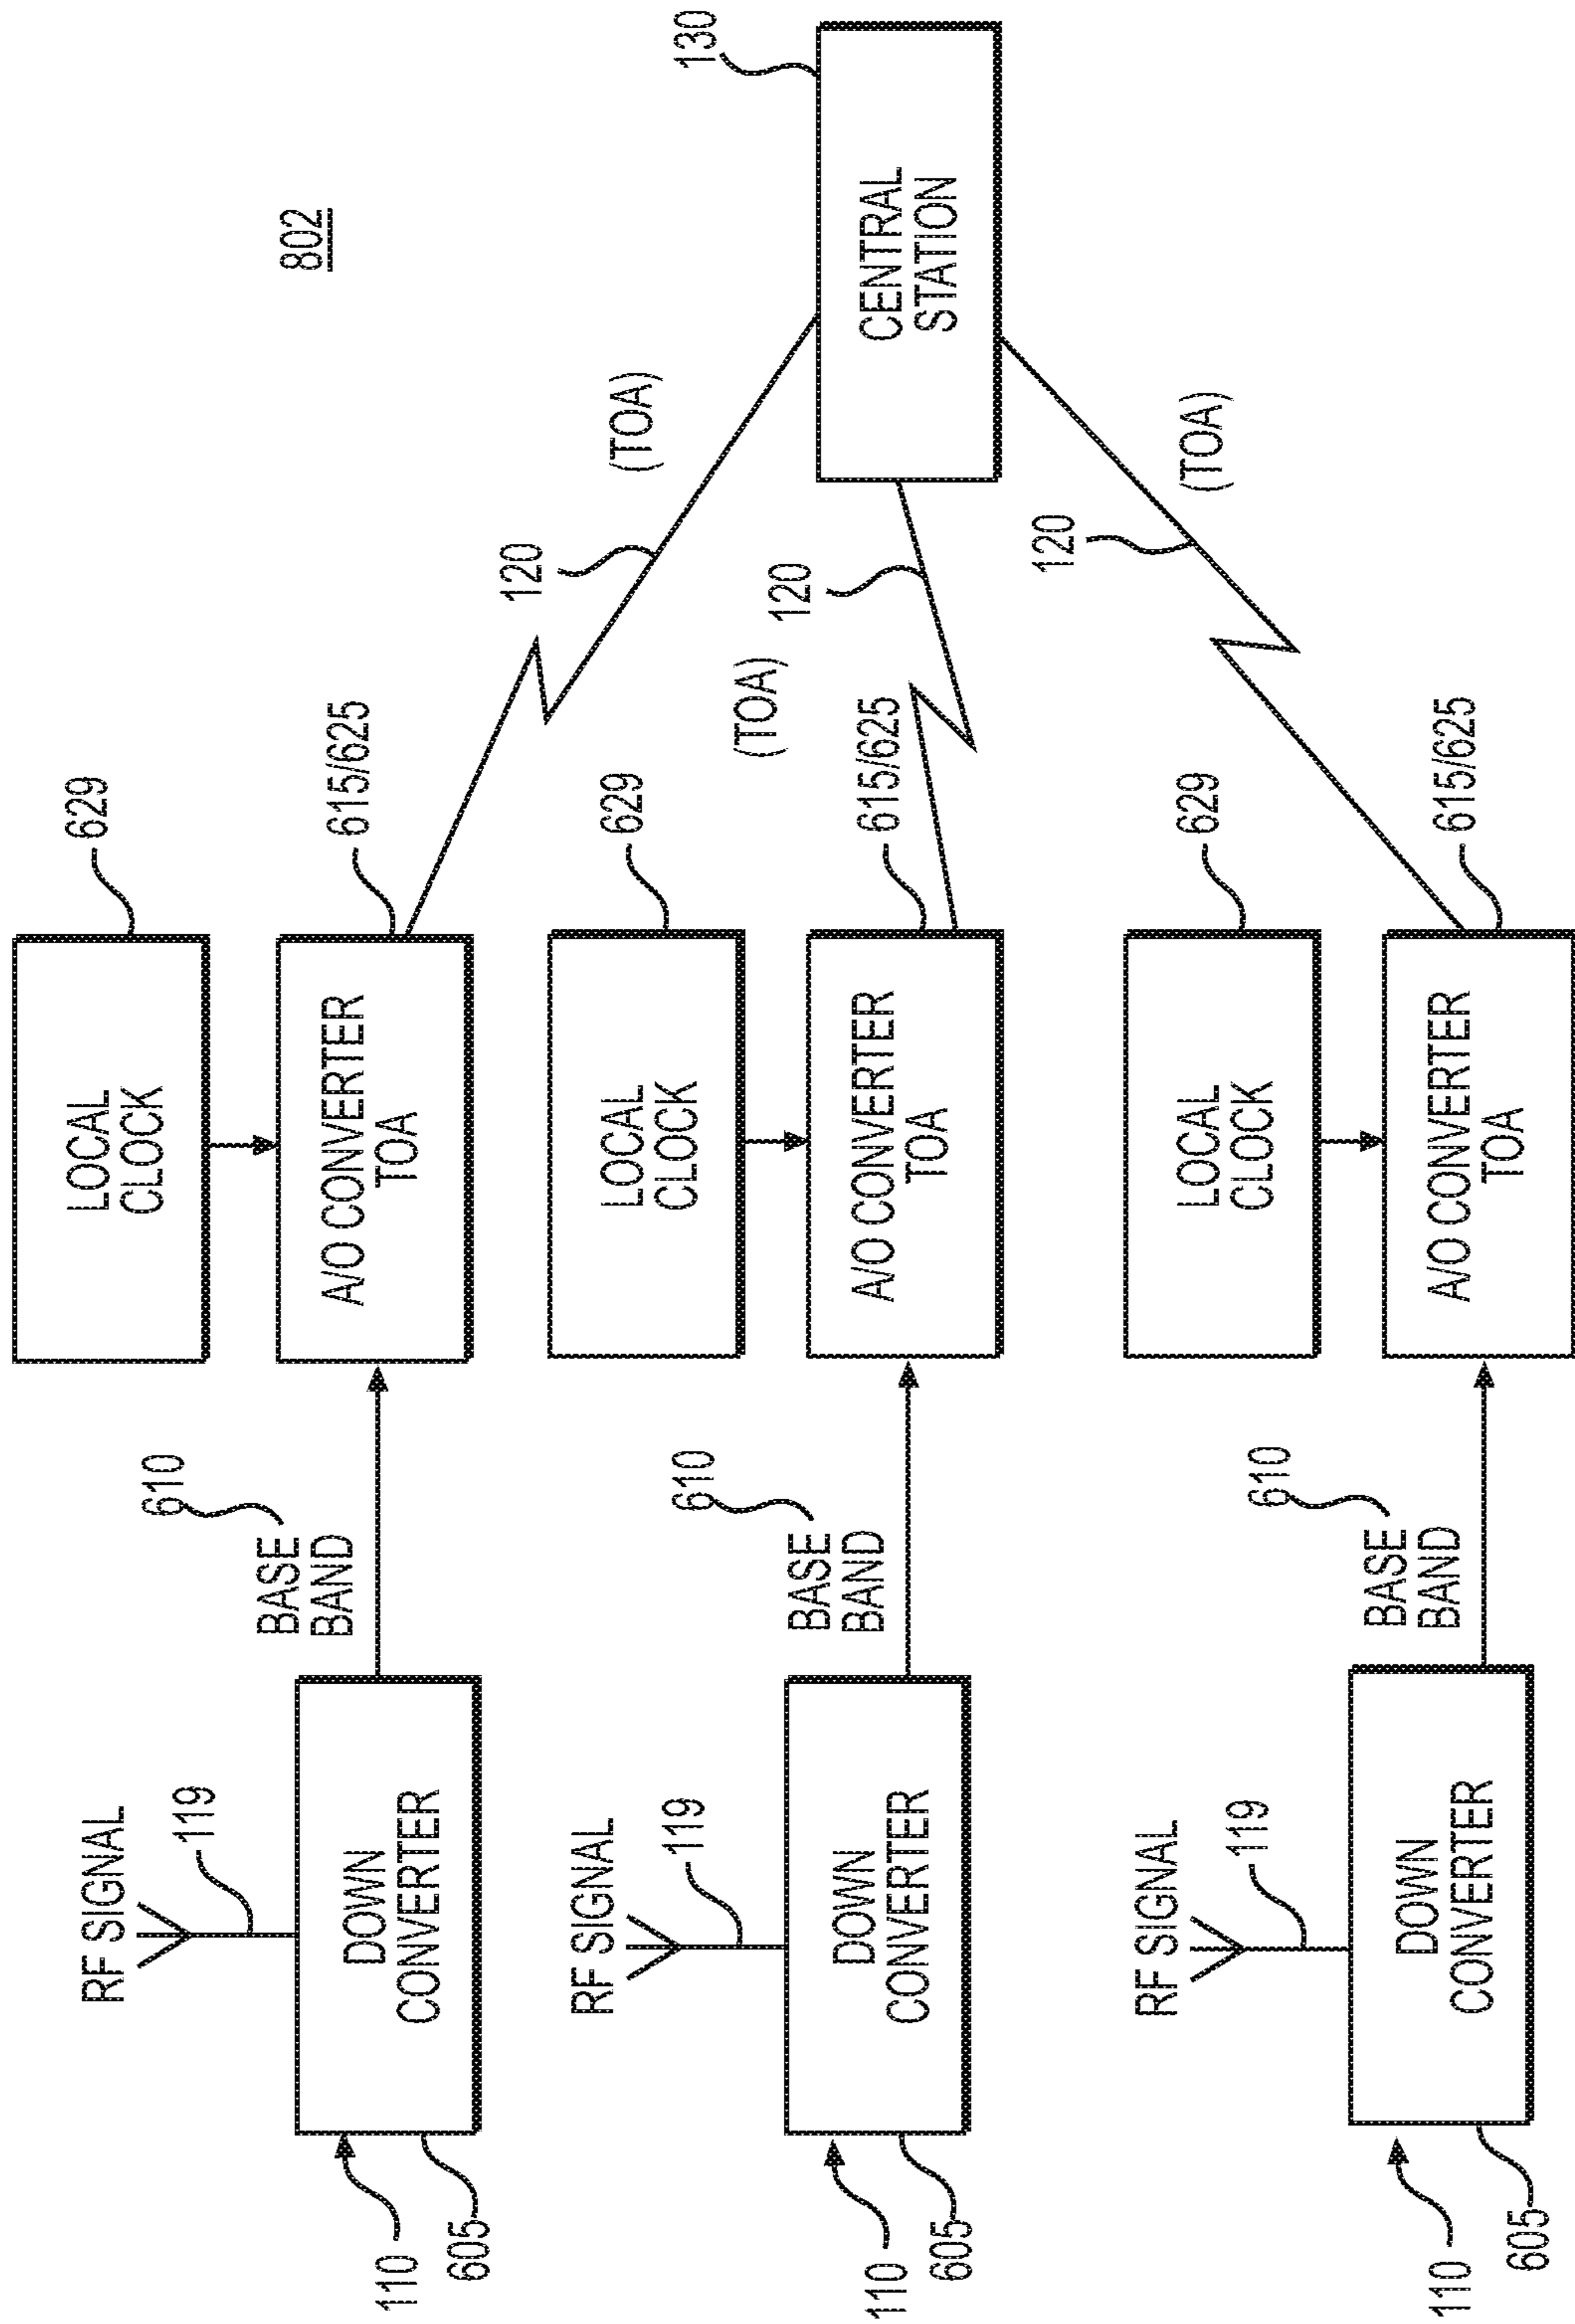 802
LOCAL
CLOCK
629
RF SIGNAL
119
610
BASE
BAND
A/O CONVERTER
TOA
615/625
DOWN
CONVERTER
110
605
120
(TOA)
130
LOCAL
CLOCK
629
RF SIGNAL
119
610
BASE
BAND
A/O CONVERTER
TOA
615/625
DOWN
CONVERTER
110
605
(TOA)
120
CENTRAL
STATION
LOCAL
CLOCK
629
RF SIGNAL
119
610
BASE
BAND
A/O CONVERTER
TOA
615/625
DOWN
CONVERTER
110
605
120
(TOA)